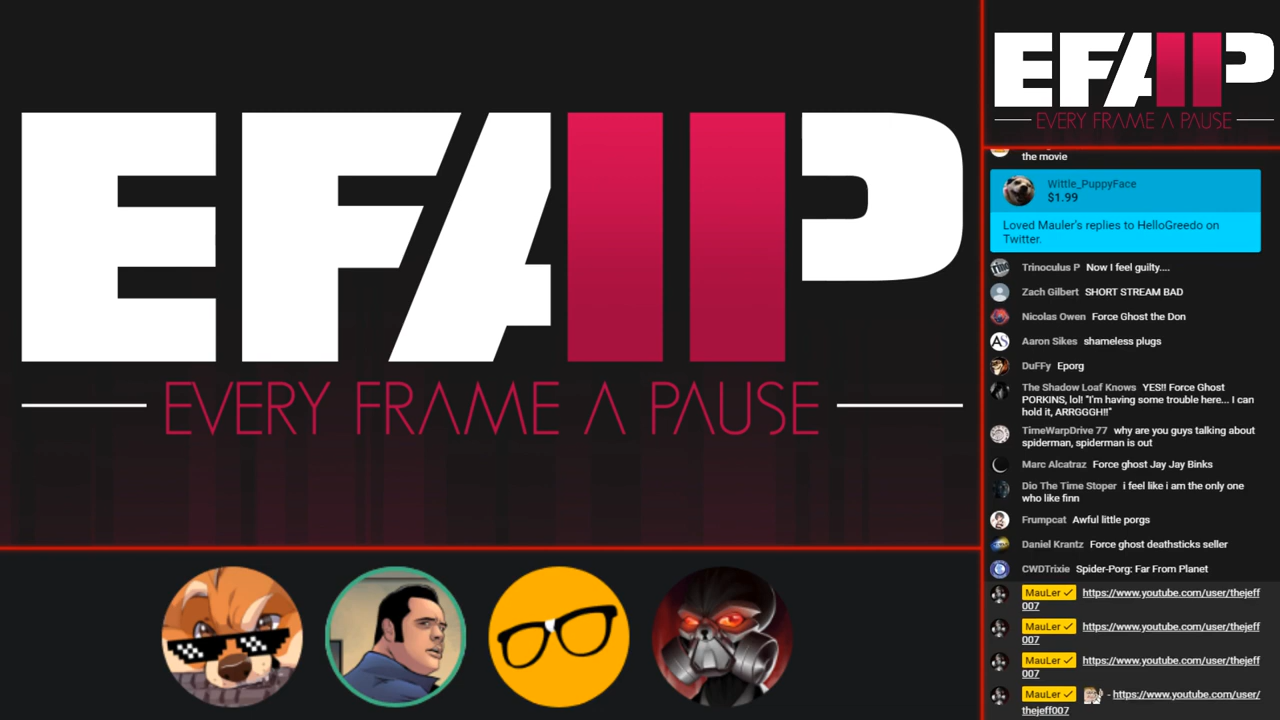 EFAP
EVERY FRAME A PAUSE
EFAP
EVERY FRAME A PAUSE
the movie
Wittle_PuppyFace
$1.99
Loved Mauler's replies to HelloGreedo on
Twitter.
Trinoculus P Now I feel guilty....
Zach Gilbert SHORT STREAM BAD
Nicolas Owen Force Ghost the Don
Aaron Sikes shameless plugs
DuFFy Eporg
The Shadow Loaf Knows YES!! Force Ghost
PORKINS, lol! "I'm having some trouble here... I can
hold it, ARRGGGH!!"
TimeWarpDrive 77 why are you guys talking about
spiderman, spiderman is out
Marc Alcatraz Force ghost Jay Jay Binks
Dio The Time Stoper i feel like i am the only one
who like finn
Frumpcat Awful little porgs
Daniel Krantz Force ghost deathsticks seller
CWDTrixie Spider-Porg: Far From Planet
MauLer ✓ https://www.youtube.com/user/thejeff
007
MauLer ✓ https://www.youtube.com/user/thejeff
007
MauLer ✓ https://www.youtube.com/user/thejeff
007
MauLer ✓ - https://www.youtube.com/user/
thejeff007